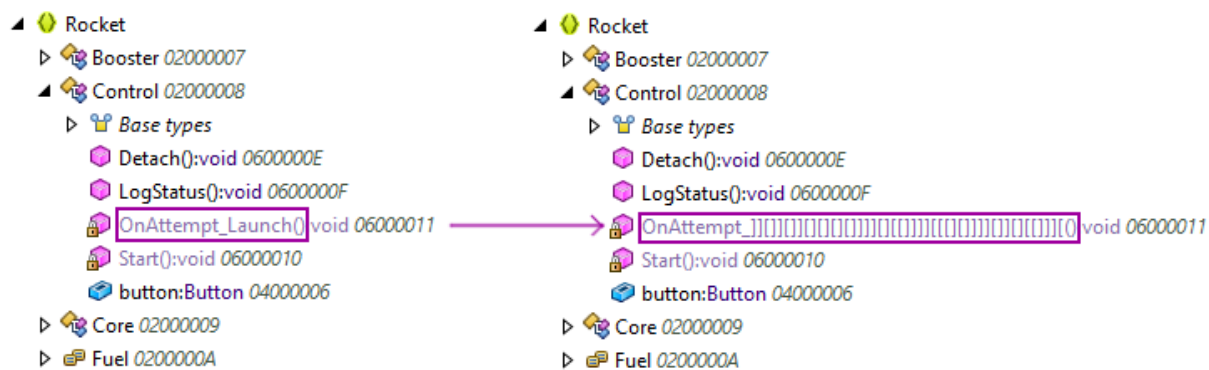 Rocket
Booster 02000007
Control 02000008
Base types
Detach():void 0600000E
LogStatus():void 0600000F
OnAttempt_Launch():void 06000011
Start():void 06000010
button:Button 04000006
Core 02000009
Fuel 0200000A
Rocket
Booster 02000007
Control 02000008
Base types
Detach():void 0600000E
LogStatus():void 0600000F
void 06000011
Start():void 06000010
button:Button 04000006
Core 02000009
Fuel 0200000A